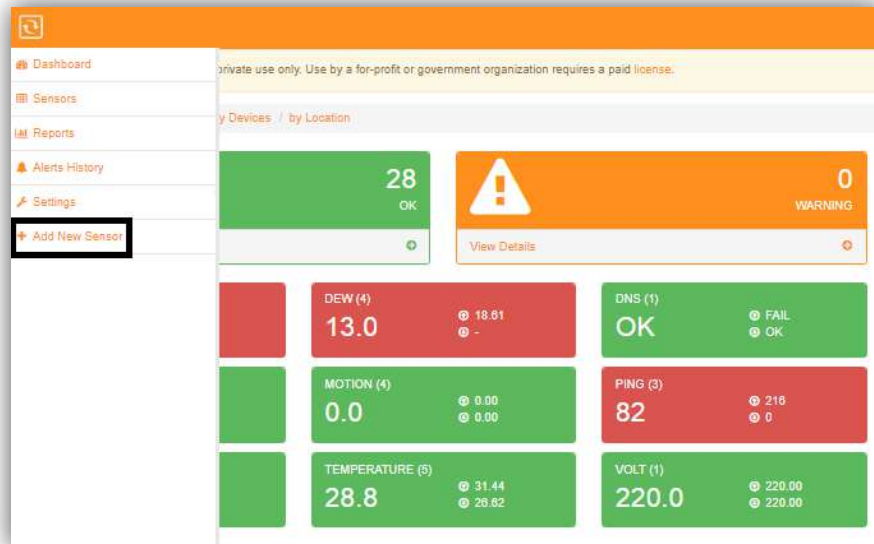 Dashboard
Sensors
Reports
Alerts History
Settings
+ Add New Sensor
private use only. Use by a for-profit or government organization requires a paid license.
y Devices / by Location
28
OK
0
WARNING
View Details
DEW (4)
13.0
18.61
-
DNS (1)
OK
FAIL
OK
MOTION (4)
0.0
0.00
0.00
PING (3)
82
216
0
TEMPERATURE (5)
28.8
31.44
26.62
VOLT (1)
220.0
220.00
220.00